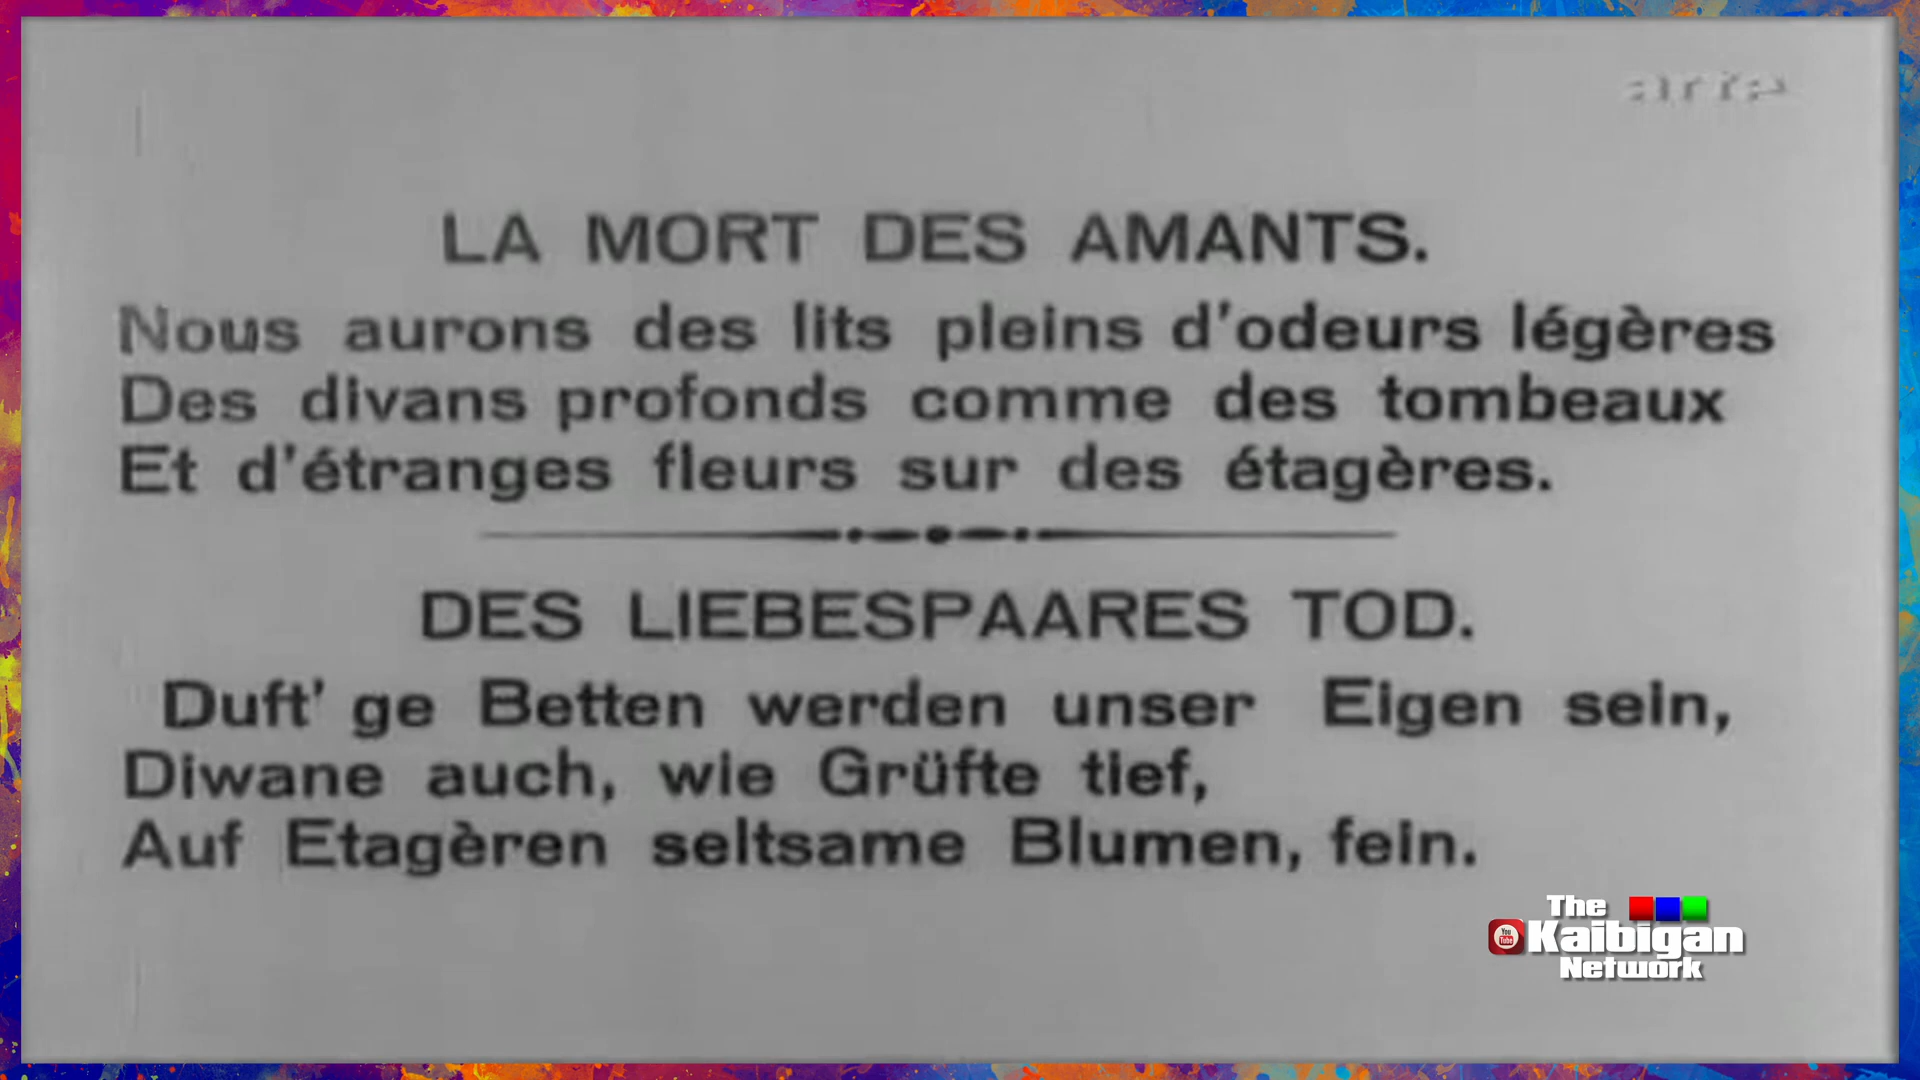 LA MORT DES AMANTS.
Nous aurons des lits pleins d'odeurs légères
Des divans profonds comme des tombeaux
Et d'étranges fleurs sur des étagères.
DES LIEBESPAARES TOD.
Duft' ge Betten werden unser Eigen sein,
Diwane auch, wie Grüfte tief,
Auf Etagèren seltsame Blumen, fein.
The
You Tube Kaibigan
Network